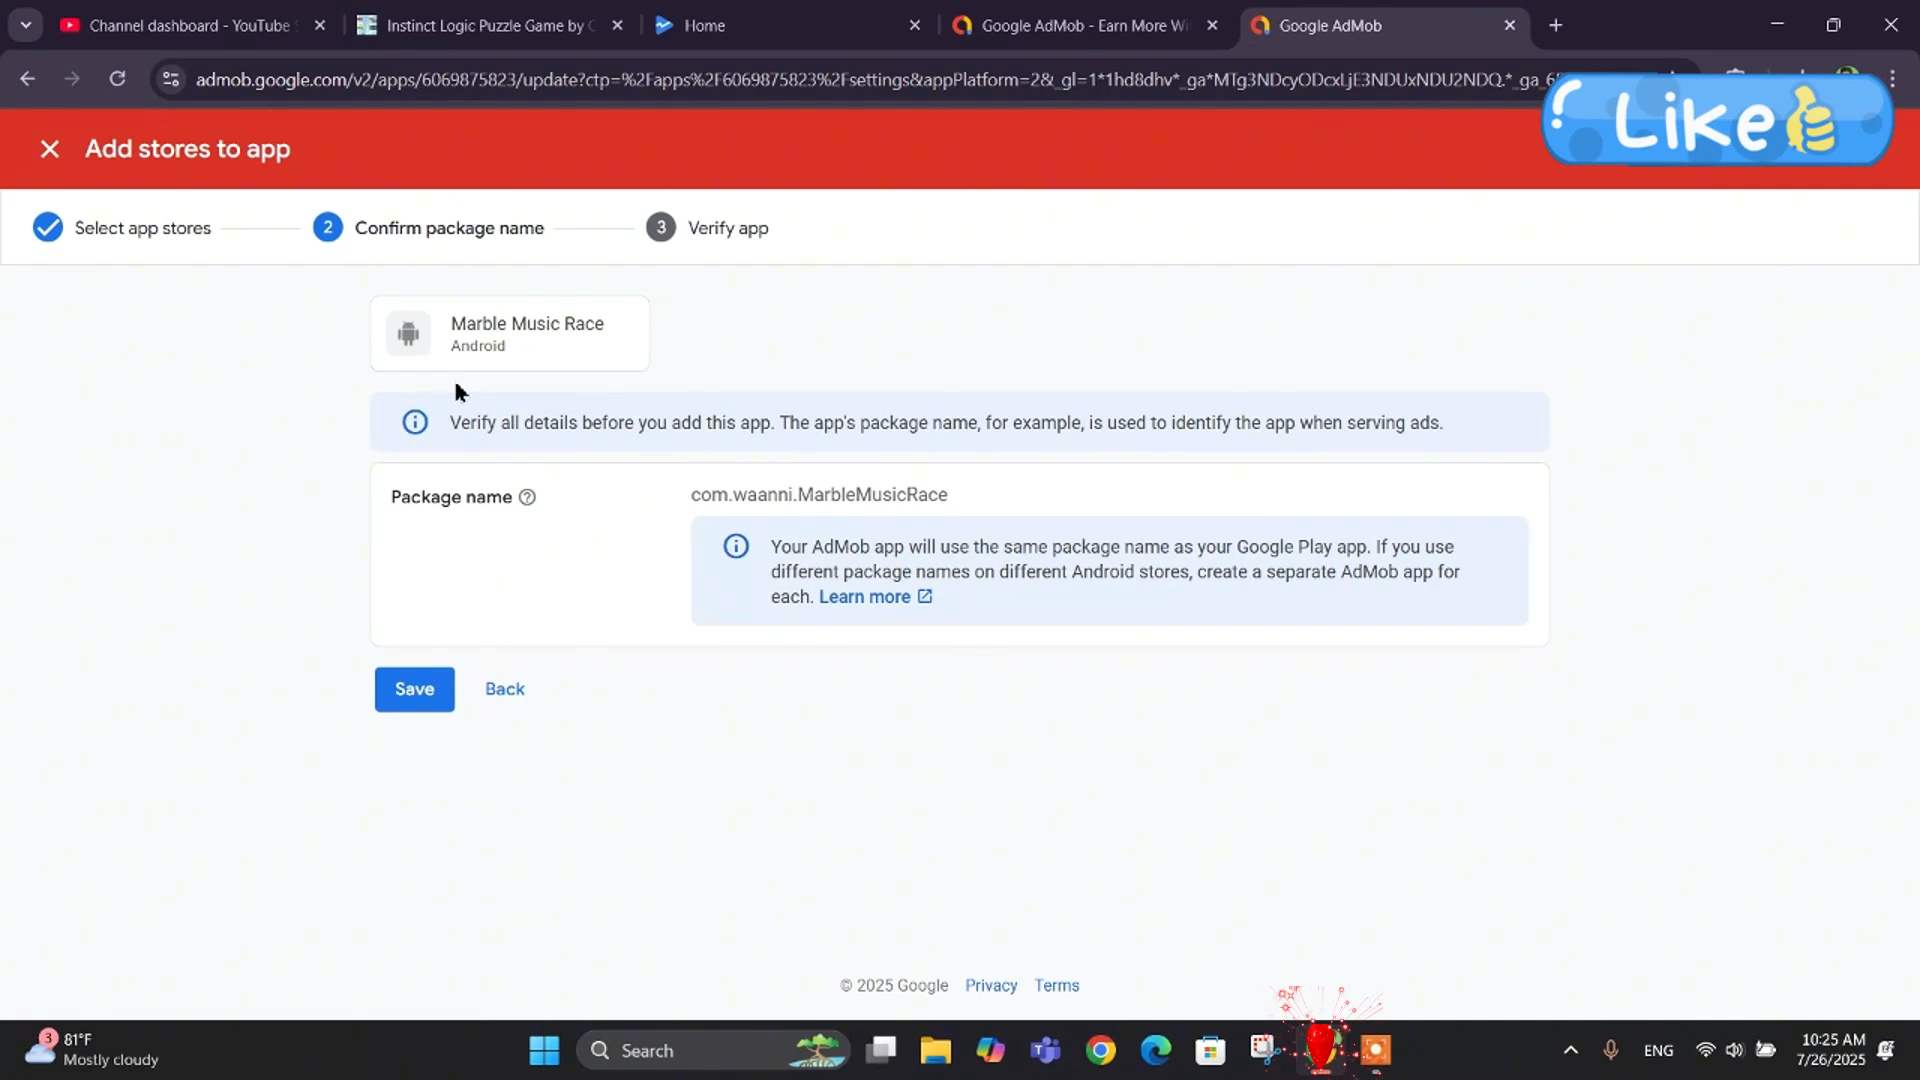 Channel dashboard - YouTube
Instinct Logic Puzzle Game by
Home
Google AdMob - Earn More Wi
Google AdMob
admob.google.com/v2/apps/6069875823/update?ctp=%2Fapps%2F6069875823%2Fsettings&appPlatform=2&_gl=1*1hd8dhv*_ga*MTg3NDcyODcxLjE3NDUxNDU2NDQ.*_ga_6
Like
Add stores to app
Select app stores
2 Confirm package name
3 Verify app
Marble Music Race
Android
Verify all details before you add this app. The app's package name, for example, is used to identify the app when serving ads.
Package name
com.waanni.MarbleMusicRace
Your AdMob app will use the same package name as your Google Play app. If you use
different package names on different Android stores, create a separate AdMob app for
each. Learn more
Save
Back
© 2025 Google Privacy Terms
3
81°F
Mostly cloudy
Search
ENG
10:25 AM
7/26/2025